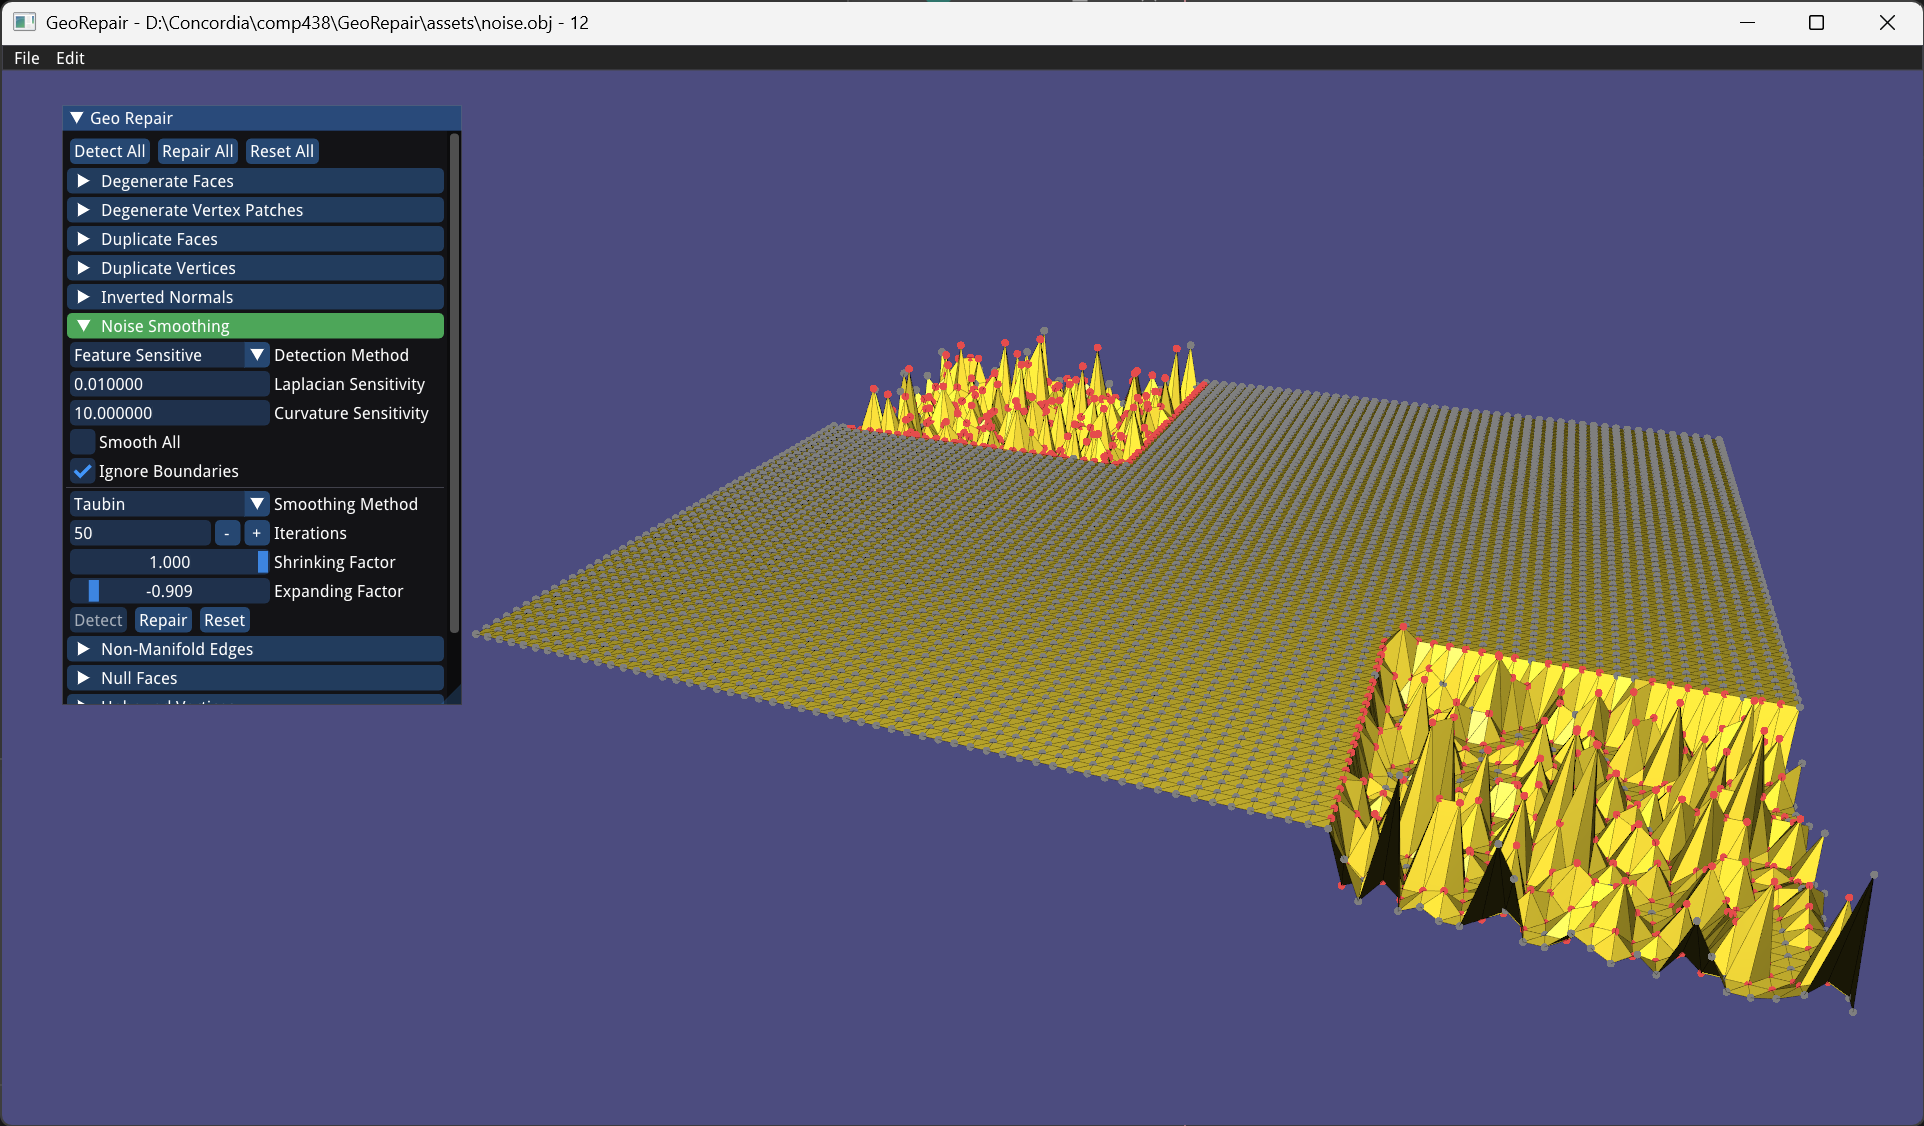 GeoRepair - D:\Concordia\comp438\GeoRepair\assets\noise.obj - 12
File Edit
Geo Repair
Detect All Repair All Reset All
Degenerate Faces
Degenerate Vertex Patches
Duplicate Faces
Duplicate Vertices
Inverted Normals
Noise Smoothing
Feature Sensitive Detection Method
0.010000 Laplacian Sensitivity
10.000000 Curvature Sensitivity
Smooth All
Ignore Boundaries
Taubin Smoothing Method
50 - + Iterations
1.000 Shrinking Factor
-0.909 Expanding Factor
Detect Repair Reset
Non-Manifold Edges
Null Faces